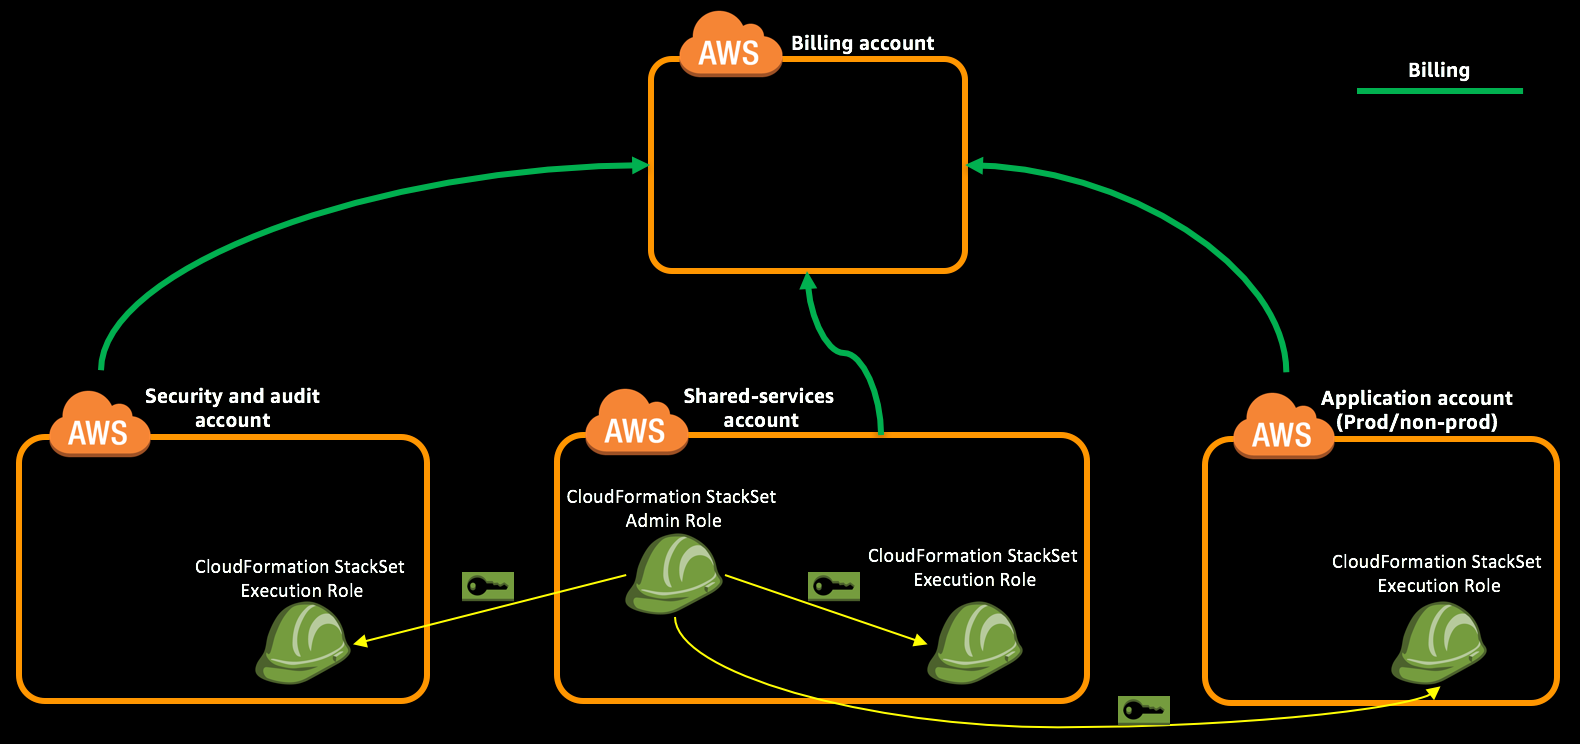 AWS
Billing account
Billing
AWS
Security and audit
account
AWS
Shared-services
account
AWS
Application account
(Prod/non-prod)
CloudFormation StackSet
Execution Role
CloudFormation StackSet
Admin Role
CloudFormation StackSet
Execution Role
CloudFormation StackSet
Execution Role